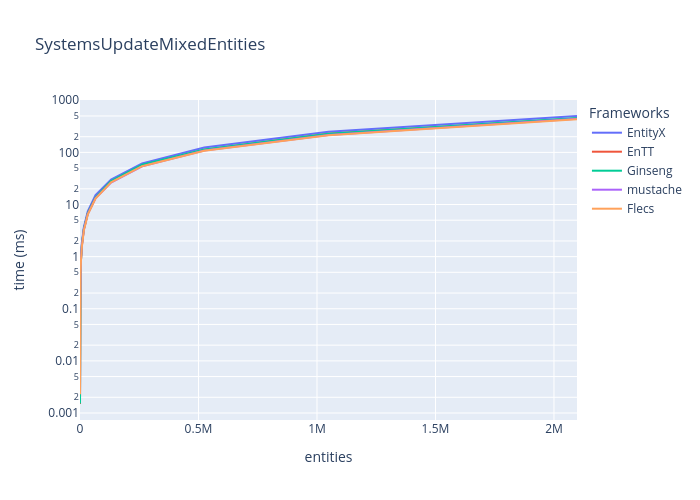 SystemsUpdateMixedEntities
1000
5
2
100
5
2
10
5
2
1
5
2
0.1
5
2
0.01
5
2
0.001
time (ms)
0
0.5M
1M
1.5M
2M
entities
Frameworks
EntityX
EnTT
Ginseng
mustache
Flecs